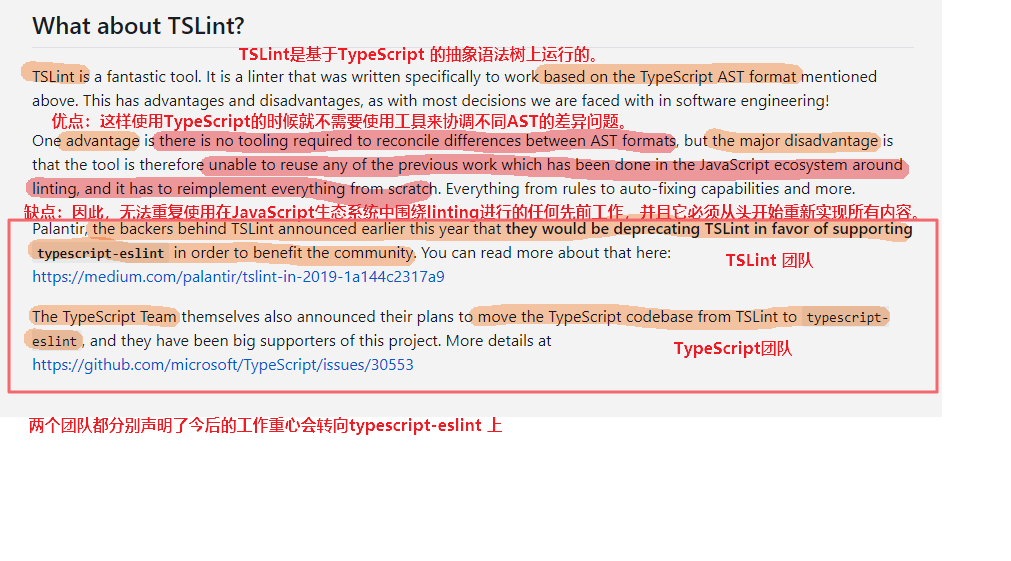 What about TSLint?
TSLint是基于TypeScript 的抽象语法树上运行的。
TSLint is a fantastic tool. It is a linter that was written specifically to work based on the TypeScript AST format mentioned
above. This has advantages and disadvantages, as with most decisions we are faced with in software engineering!
优点：这样使用TypeScript的时候就不需要使用工具来协调不同AST的差异问题。
One advantage is there is no tooling required to reconcile differences between AST formats, but the major disadvantage is
that the tool is therefore unable to reuse any of the previous work which has been done in the JavaScript ecosystem around
linting, and it has to reimplement everything from scratch. Everything from rules to auto-fixing capabilities and more.
缺点：因此，无法重复使用在JavaScript生态系统中围绕linting进行的任何先前工作，并且它必须从头开始重新实现所有内容。
Palantir, the backers behind TSLint announced earlier this year that they would be deprecating TSLint in favor of supporting
typescript-eslint in order to benefit the community. You can read more about that here:
TSLint 团队
https://medium.com/palantir/tslint-in-2019-1a144c2317a9
The TypeScript Team themselves also announced their plans to move the TypeScript codebase from TSLint to typescript-
eslint, and they have been big supporters of this project. More details at
TypeScript团队
https://github.com/microsoft/TypeScript/issues/30553
两个团队都分别声明了今后的工作重心会转向typescript-eslint 上